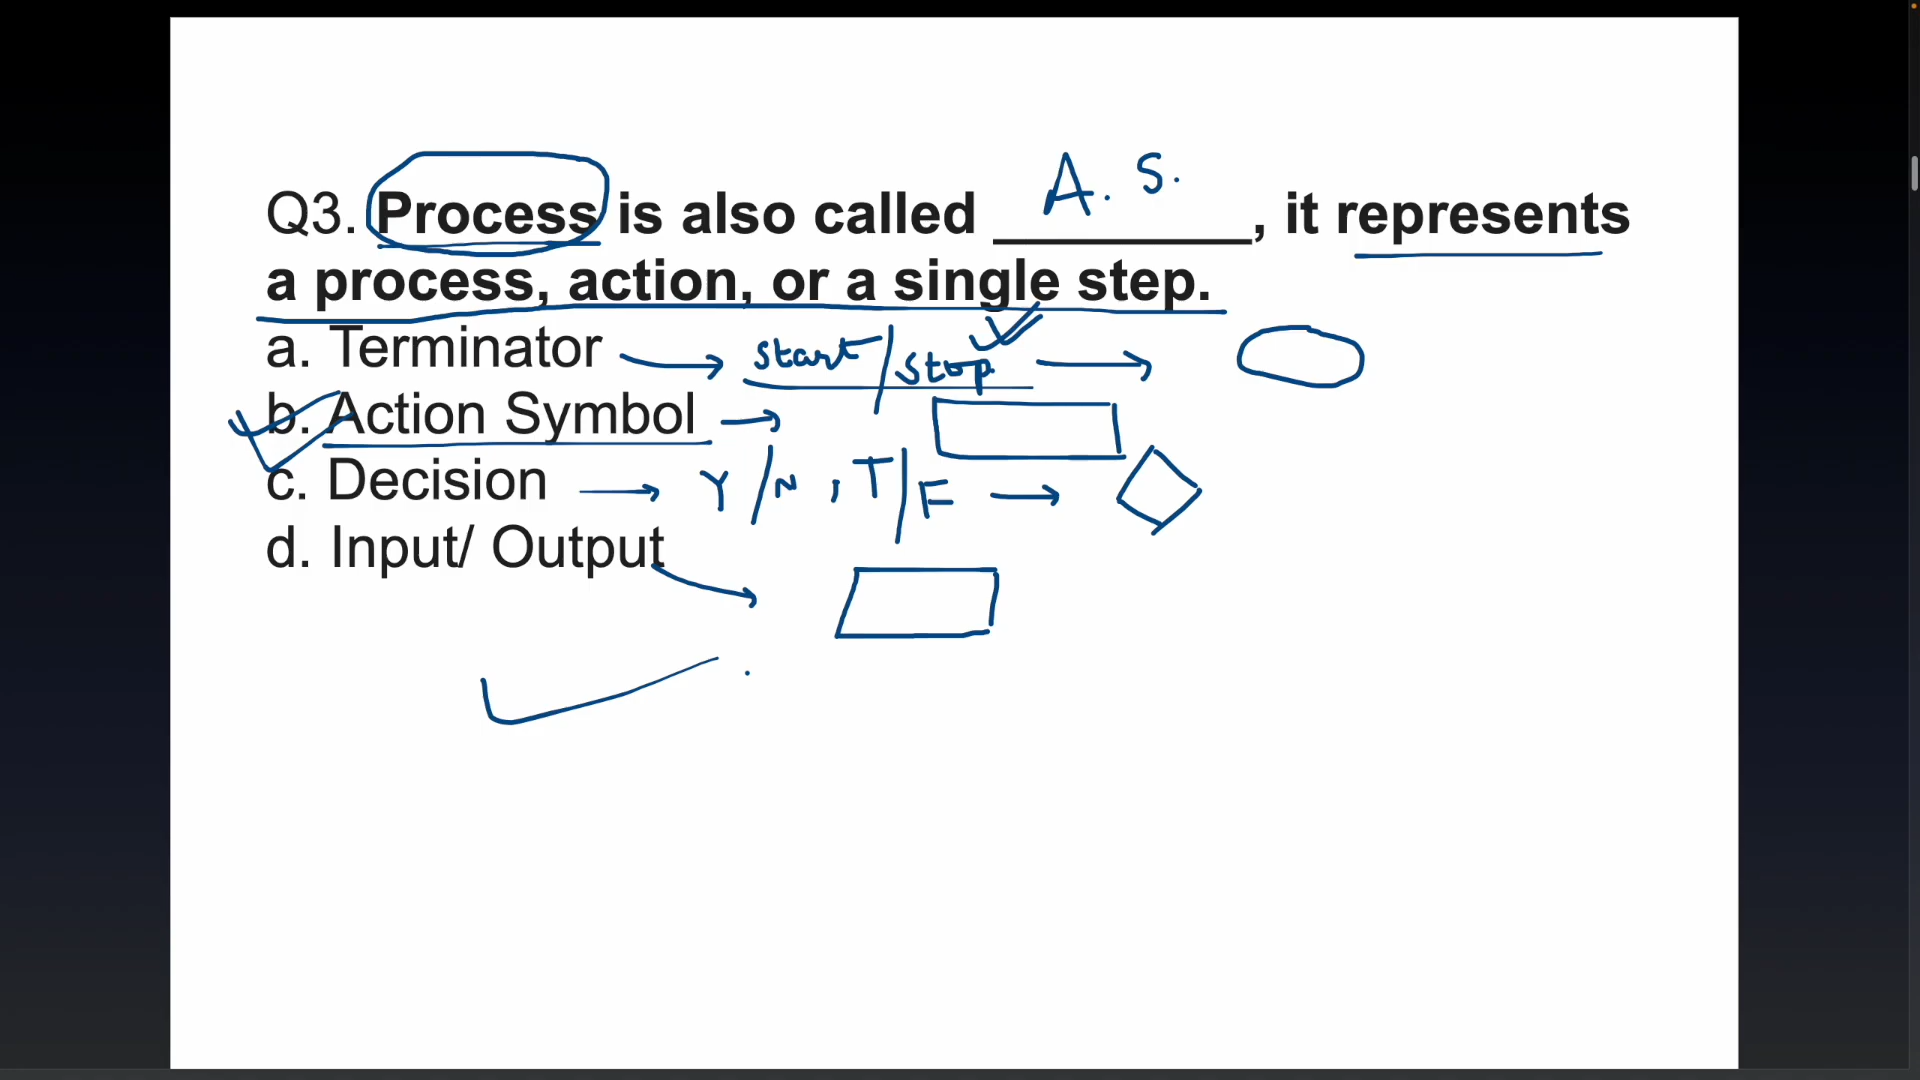 A. S.
Q3. Process is also called _________, it represents
a process, action, or a single step.
a. Terminator → start/stop →
b. Action Symbol →
c. Decision → Y/N , T/F →
d. Input/ Output